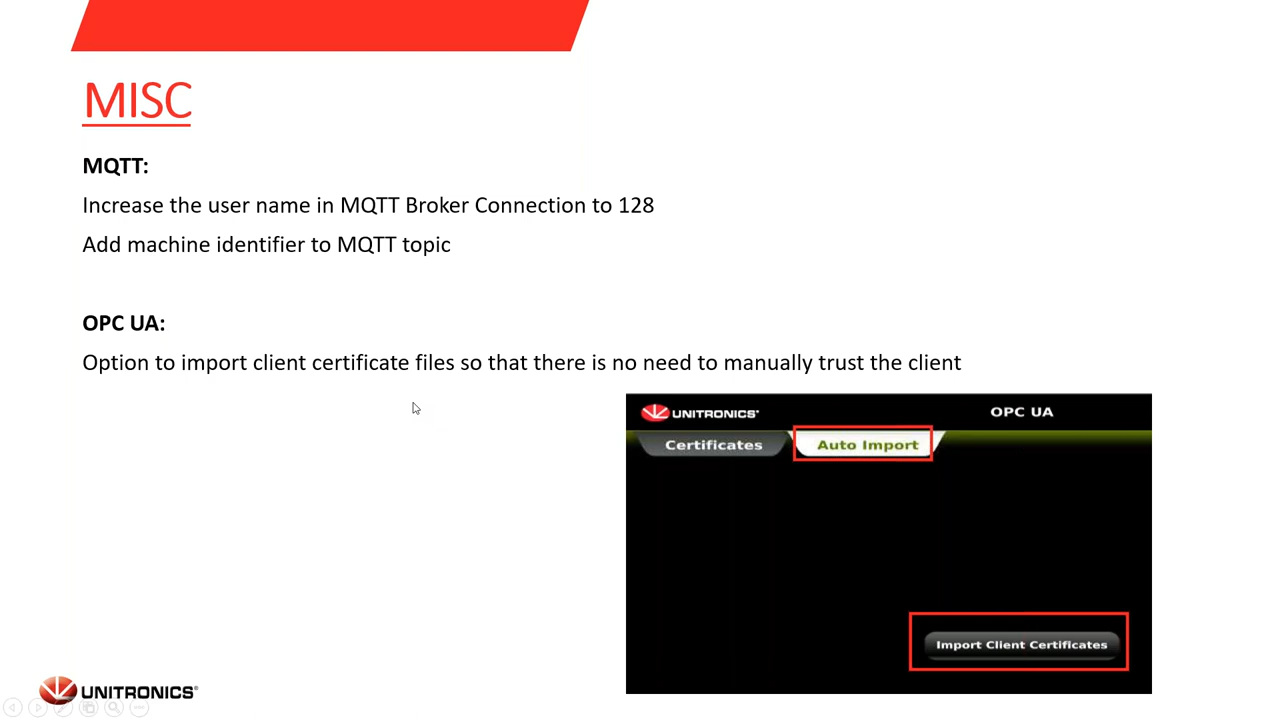 MISC
MQTT:
Increase the user name in MQTT Broker Connection to 128
Add machine identifier to MQTT topic
OPC UA:
Option to import client certificate files so that there is no need to manually trust the client
UNITRONICS®
OPC UA
Certificates
Auto Import
Import Client Certificates
UNITRONICS®